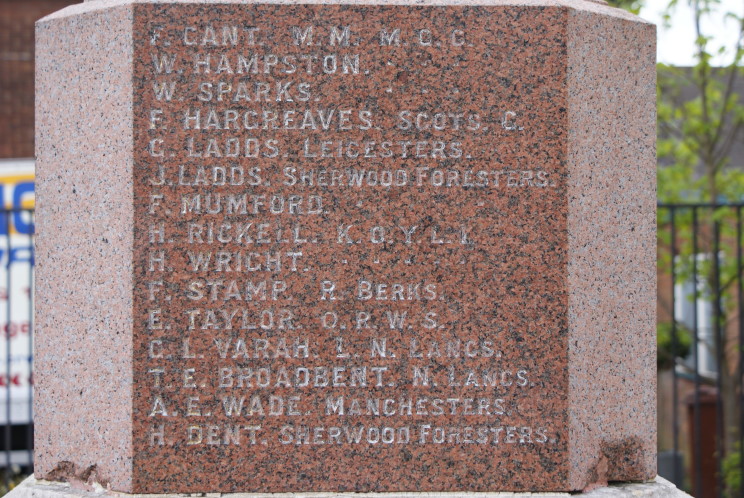 F. CANT. M.M. M.G.C.
W. HAMPSTON. " " "
W. SPARKS. " " "
F. HARGREAVES. SCOTS. G.
G. LADDS. LEICESTERS.
J. LADDS. SHERWOOD FORESTERS.
F. MUMFORD. " "
H. RICKELL. K.O.Y.L.I.
H. WRIGHT. " " " "
F. STAMP. R. BERKS.
E. TAYLOR. O.R.W.S.
C. L. VARAH. L. N. LANCS.
T. E. BROADBENT. N. LANCS.
A. E. WADE. MANCHESTERS.
H. DENT. SHERWOOD FORESTERS.